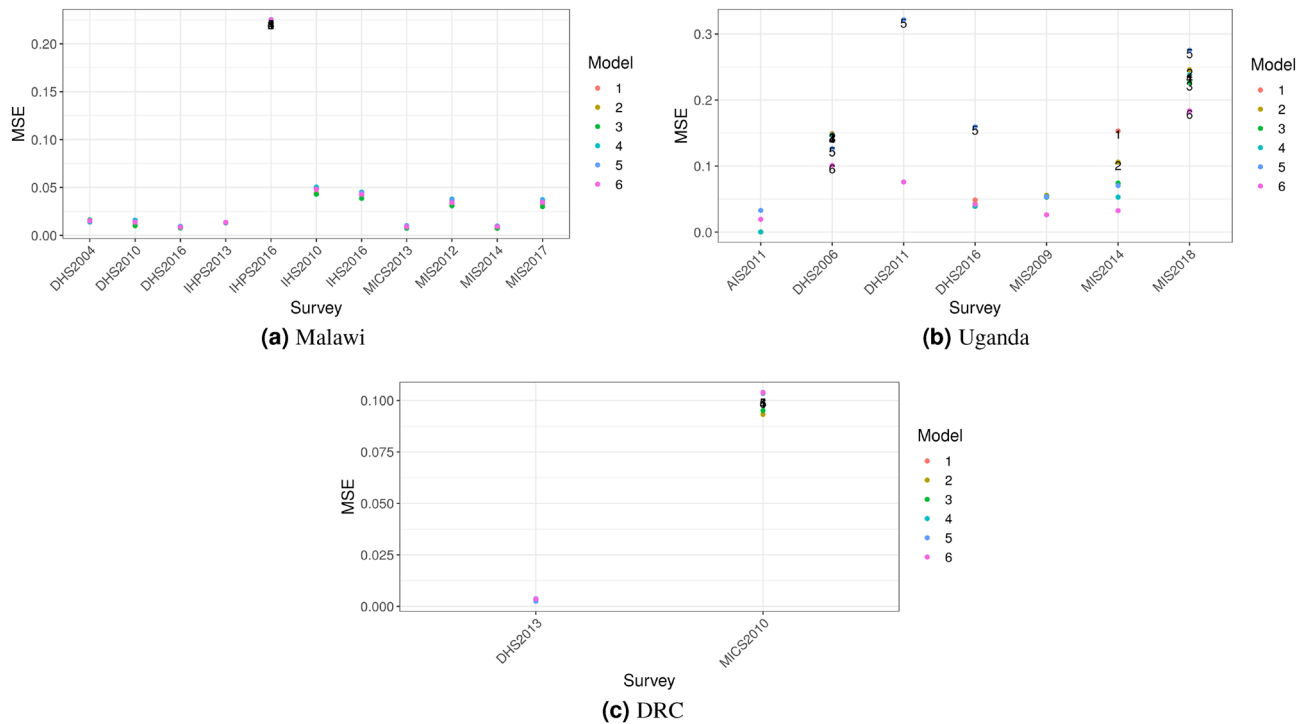 MSE
0.20
0.15
0.10
0.05
0.00
DHS2004
DHS2010
DHS2016
IHPS2013
IHPS2016
IHS2010
IHS2016
MICS2013
MIS2012
MIS2014
MIS2017
Survey
Model
1
2
3
4
5
6
(a) Malawi
MSE
0.3
0.2
0.1
0.0
5
2
5
6
5
1
2
5
3
6
AIS2011
DHS2006
DHS2011
DHS2016
MIS2009
MIS2014
MIS2018
Survey
Model
1
2
3
4
5
6
(b) Uganda
MSE
0.100
0.075
0.050
0.025
0.000
DHS2013
MICS2010
Survey
Model
1
2
3
4
5
6
(c) DRC